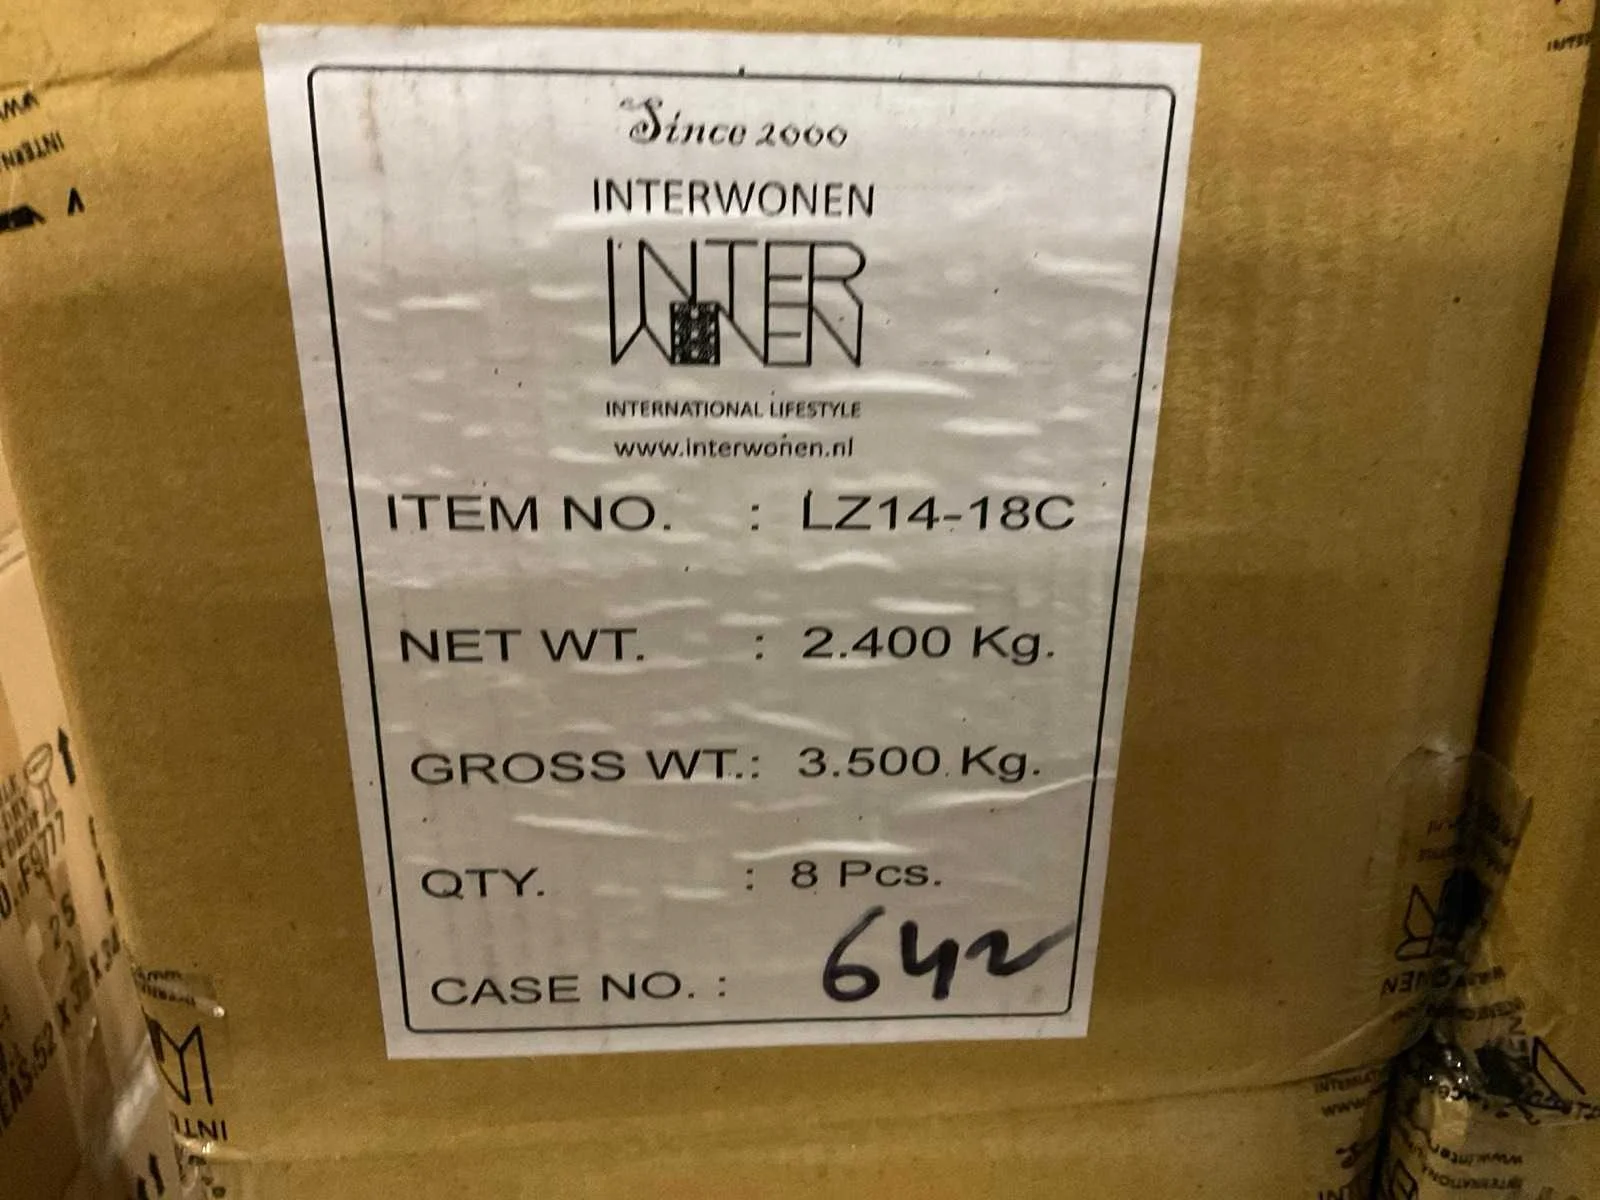 Since 2000
INTERWONEN
INTER
WONEN
INTERNATIONAL LIFESTYLE
www.interwonen.nl
ITEM NO. : LZ14-18C
NET WT. : 2.400 Kg.
GROSS WT.: 3.500 Kg.
QTY. : 8 Pcs.
CASE NO. : 642